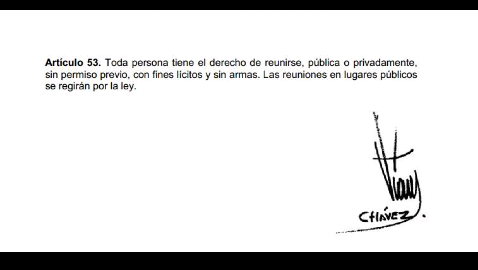 Artículo 53. Toda persona tiene el derecho de reunirse, pública o privadamente,
sin permiso previo, con fines lícitos y sin armas. Las reuniones en lugares públicos
se regirán por la ley.
CHÁVEZ.